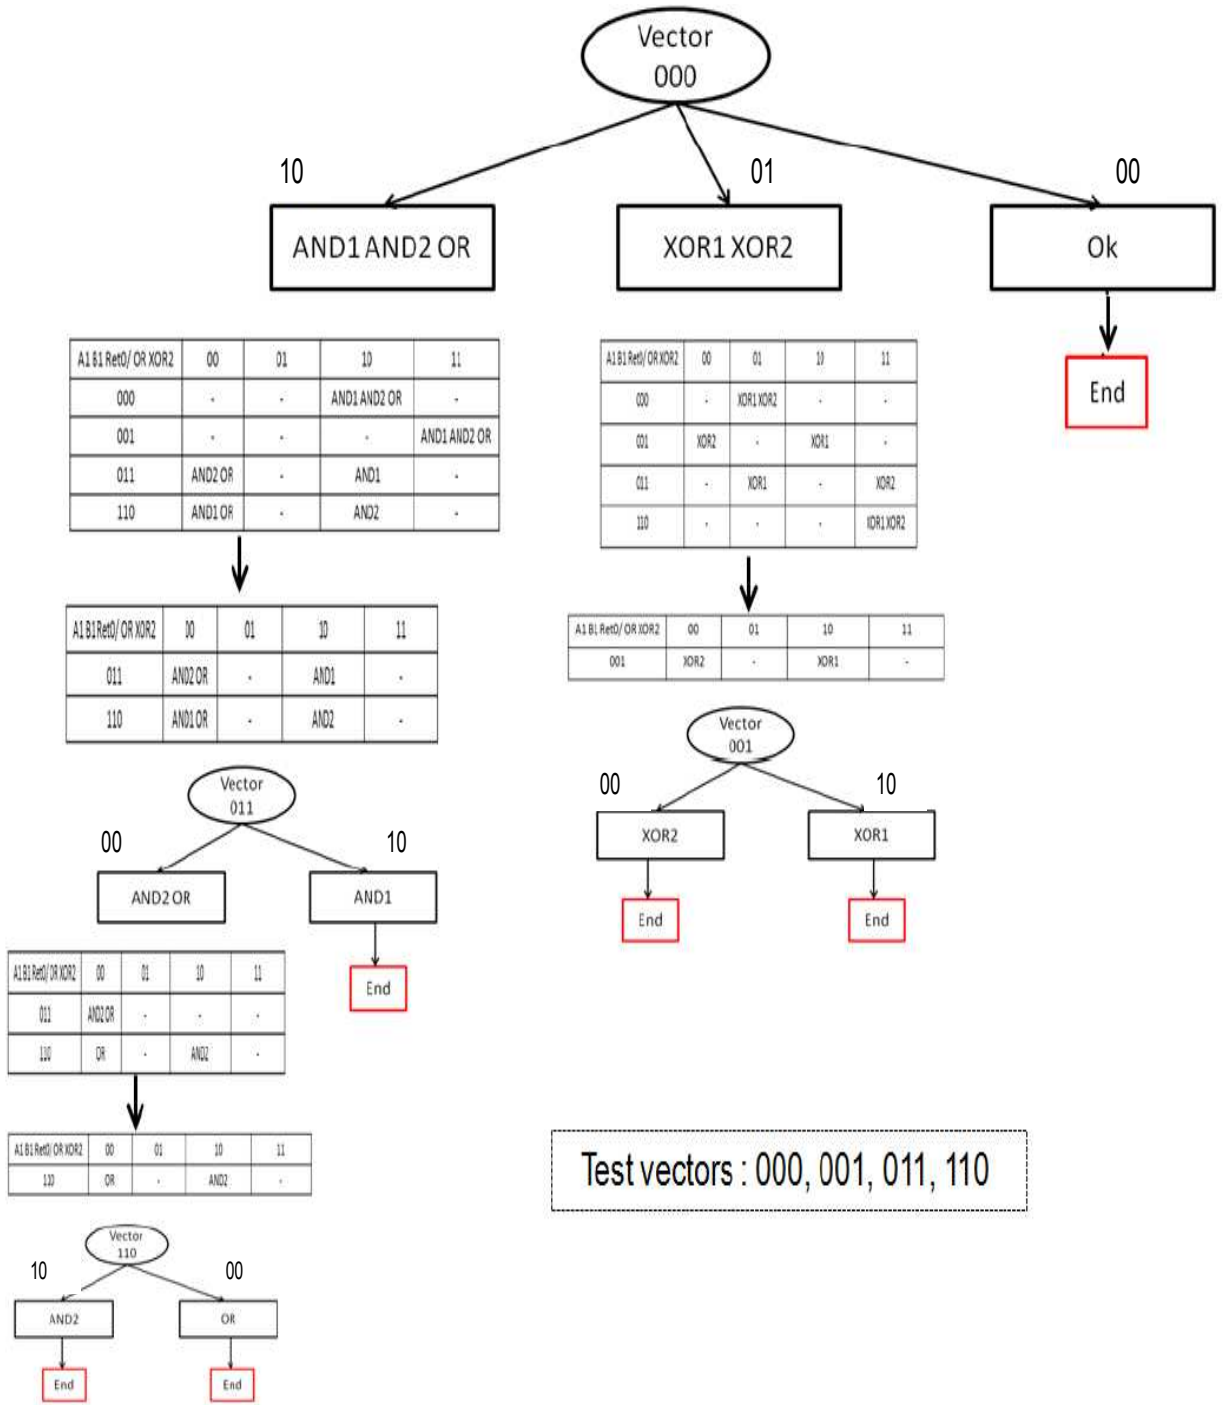 Vector
000
10
01
00
AND1 AND2 OR
XOR1 XOR2
Ok
End
A1 B1 Ret0/ OR XOR2 00 01 10 11
000 - - AND1 AND2 OR -
001 - - - AND1 AND2 OR
011 AND2 OR - AND1 -
110 AND1 OR - AND2 -
A1 B1 Ret0/ OR XOR2 00 01 10 11
000 - XOR1 XOR2 - -
001 XOR2 - XOR1 -
011 - XOR1 - XOR2
110 - - - XOR1 XOR2
A1 B1 Ret0/ OR XOR2 00 01 10 11
011 AND2 OR - AND1 -
110 AND1 OR - AND2 -
A1 B1 Ret0/ OR XOR2 00 01 10 11
001 XOR2 - XOR1 -
Vector
001
00
10
XOR2
XOR1
End
End
Vector
011
00
10
AND2 OR
AND1
End
A1 B1 Ret0/ OR XOR2 00 01 10 11
011 AND2 OR - - -
110 OR - AND2 -
A1 B1 Ret0/ OR XOR2 00 01 10 11
110 OR - AND2 -
Test vectors : 000, 001, 011, 110
Vector
110
10
00
AND2
OR
End
End